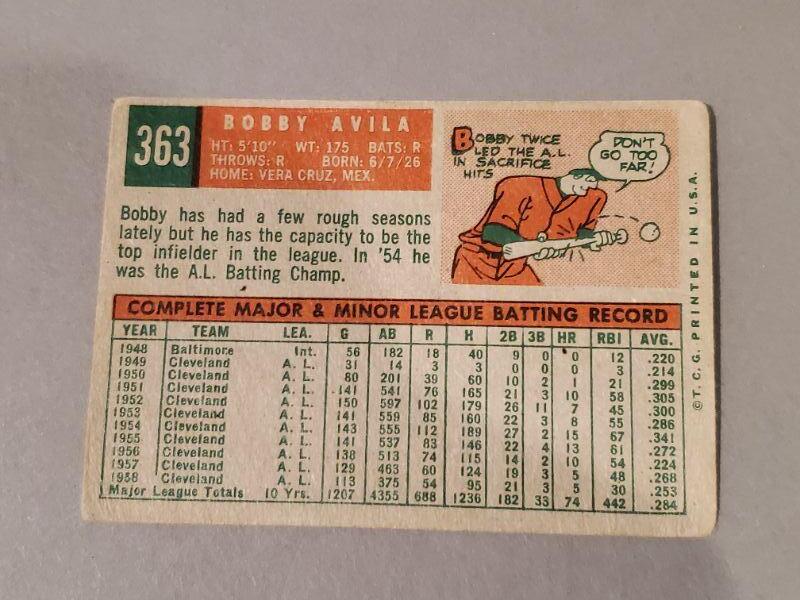 363
BOBBY AVILA
HT: 5'10" WT: 175 BATS: R
THROWS: R BORN: 6/7/26
HOME: VERA CRUZ, MEX.
Bobby has had a few rough seasons
lately but he has the capacity to be the
top infielder in the league. In '54 he
was the A.L. Batting Champ.
BOBBY TWICE
LED THE A.L.
IN SACRIFICE
HITS
DON'T
GO TOO
FAR!
COMPLETE MAJOR & MINOR LEAGUE BATTING RECORD
YEAR TEAM LEA. G AB R H 2B 3B HR RBI AVG.
1948 Baltimore Int. 56 182 18 40 9 0 0 12 .220
1949 Cleveland A. L. 31 14 3 3 0 0 0 3 .214
1950 Cleveland A. L. 80 201 39 60 10 2 1 21 .299
1951 Cleveland A. L. 141 541 76 165 21 3 10 58 .305
1952 Cleveland A. L. 150 597 102 179 26 11 7 45 .300
1953 Cleveland A. L. 141 559 85 160 22 3 8 55 .286
1954 Cleveland A. L. 143 555 112 189 27 2 15 67 .341
1955 Cleveland A. L. 141 537 83 146 22 4 13 61 .272
1956 Cleveland A. L. 138 513 74 115 14 2 10 54 .224
1957 Cleveland A. L. 129 463 60 124 19 3 5 48 .268
1958 Cleveland A. L. 113 375 54 95 21 3 5 30 .253
Major League Totals 10 Yrs. 1207 4355 688 1236 182 33 74 442 .284
©T.C.G. PRINTED IN U.S.A.